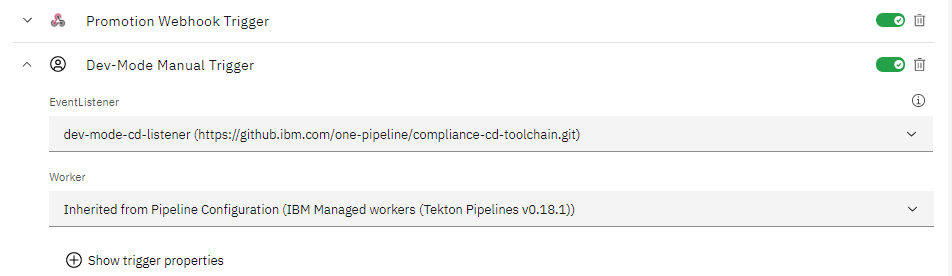 Promotion Webhook Trigger
Dev-Mode Manual Trigger
EventListener
dev-mode-cd-listener (https://github.ibm.com/one-pipeline/compliance-cd-toolchain.git)
Worker
Inherited from Pipeline Configuration (IBM Managed workers (Tekton Pipelines v0.18.1))
Show trigger properties